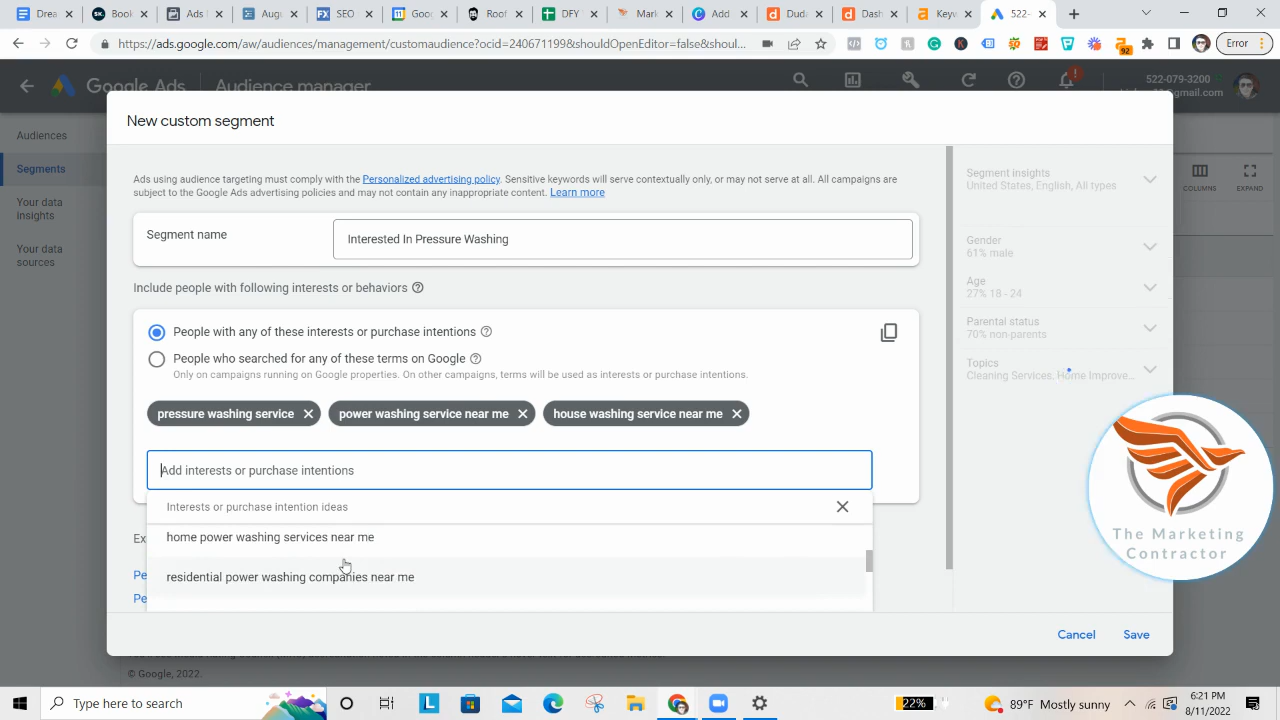 Drea
Book
Ads I
Aug
SEO
Goo
Roof
DFY
Mark
Add
Dud
Dash
Keyw
522-
https://ads.google.com/aw/audiencesmanagement/customaudience?ocid=240671199&shouldOpenEditor=false&shoul...
92
Error
Google Ads
Audience manager
522-079-3200
@gmail.com
Audiences
Segments
Your data
insights
Your data
sources
COLUMNS
EXPAND
New custom segment
Ads using audience targeting must comply with the Personalized advertising policy. Sensitive keywords will serve contextually only, or may not serve at all. All campaigns are
subject to the Google Ads advertising policies and may not contain any inappropriate content. Learn more
Segment name
Interested In Pressure Washing
Include people with following interests or behaviors
People with any of these interests or purchase intentions
People who searched for any of these terms on Google
Only on campaigns running on Google properties. On other campaigns, terms will be used as interests or purchase intentions.
pressure washing service
power washing service near me
house washing service near me
Add interests or purchase intentions
Interests or purchase intention ideas
home power washing services near me
residential power washing companies near me
Ex
Pe
Pe
Segment insights
United States, English, All types
Gender
61% male
Age
27% 18 - 24
Parental status
70% non-parents
Topics
Cleaning Services, Home Improve...
The Marketing
Contractor
Cancel
Save
© Google, 2022.
Type here to search
22%
89°F Mostly sunny
6:21 PM
8/11/2022